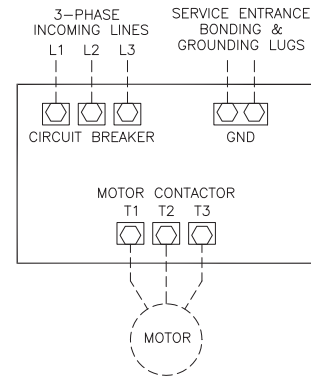 3-PHASE
INCOMING LINES
L1 L2 L3
SERVICE ENTRANCE
BONDING &
GROUNDING LUGS
CIRCUIT BREAKER
GND
MOTOR CONTACTOR
T1 T2 T3
MOTOR